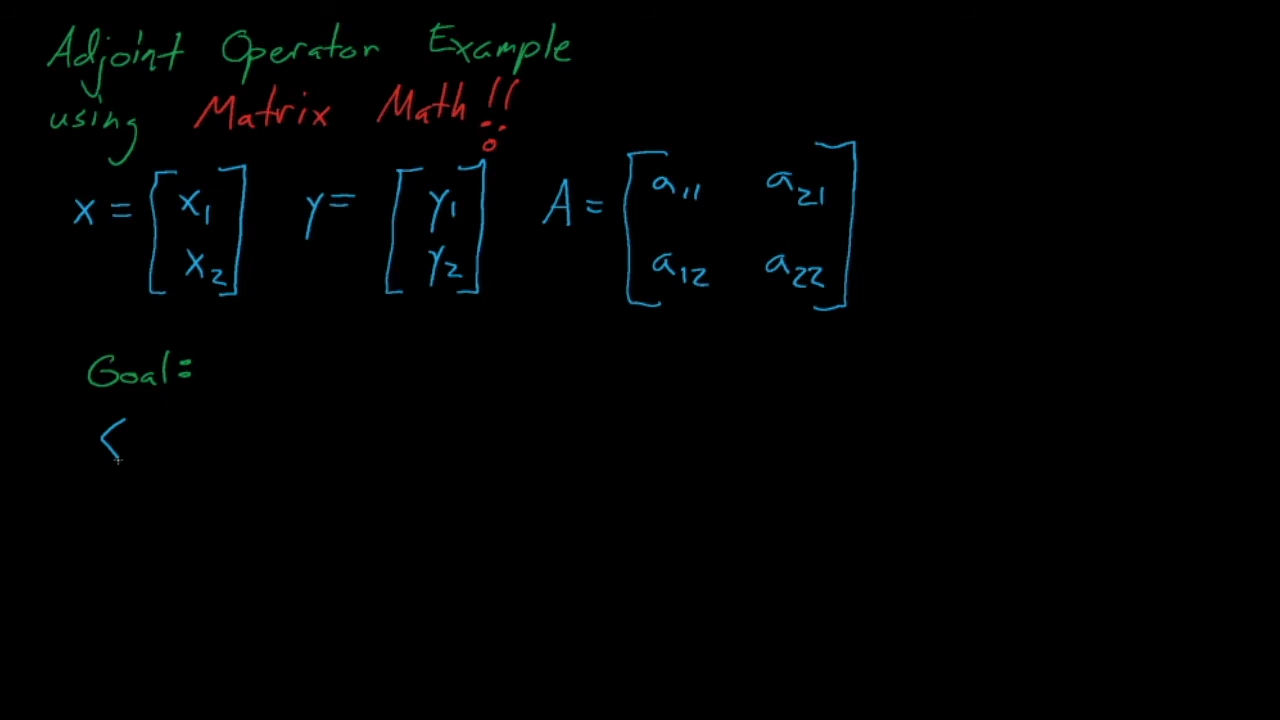 Adjoint Operator Example
using Matrix Math!!
x = [x₁ y = [y₁ A = [a₁₁ a₂₁
x₂] y₂] a₁₂ a₂₂]
Goal:
<